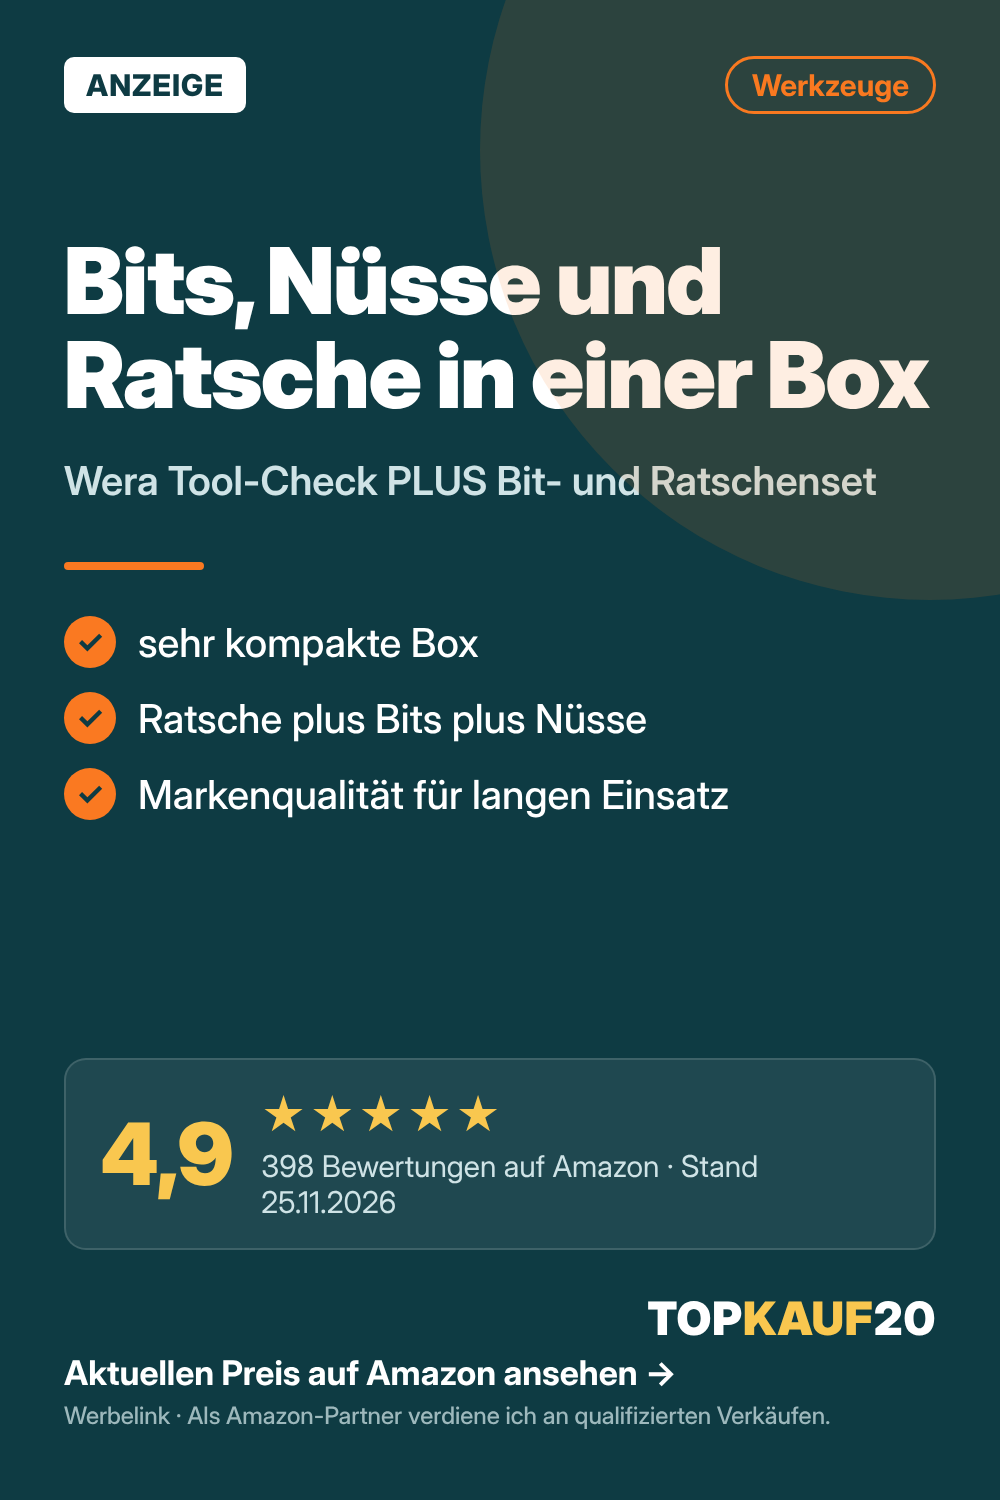 ANZEIGE
Werkzeuge
Bits, Nüsse und
Ratsche in einer Box
Wera Tool-Check PLUS Bit- und Ratschenset
sehr kompakte Box
Ratsche plus Bits plus Nüsse
Markenqualität für langen Einsatz
4,9
★★★★★
398 Bewertungen auf Amazon · Stand
25.11.2026
TOPKAUF20
Aktuellen Preis auf Amazon ansehen →
Werbelink · Als Amazon-Partner verdiene ich an qualifizierten Verkäufen.